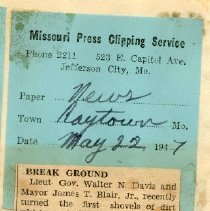 Missouri Press Clipping Service
Phone 2211 523 E. Capitol Ave.
Jefferson City, Mo.
Paper News
Town Raytown Mo.
Date May 22 1947
BREAK GROUND
Lieut. Gov. Walter N. Davis and
Mayor James T. Blair, Jr., recently
turned the first shovels of dirt